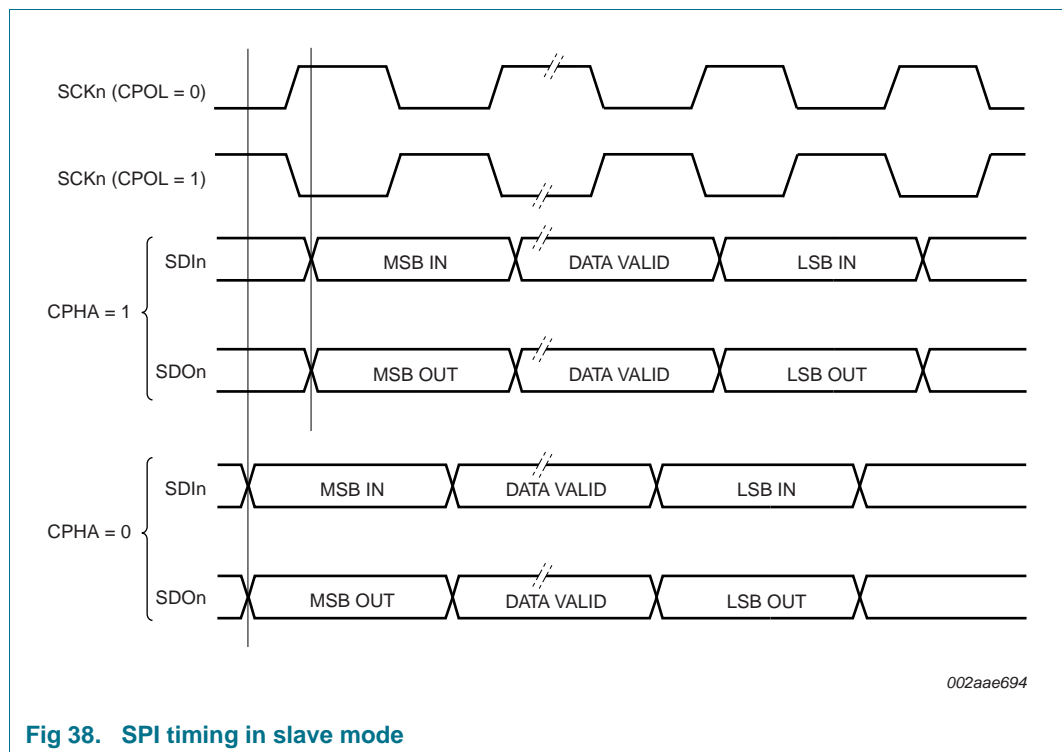 SCKn (CPOL = 0)
SCKn (CPOL = 1)
CPHA = 1
SDIn
MSB IN
DATA VALID
LSB IN
SDOn
MSB OUT
DATA VALID
LSB OUT
CPHA = 0
SDIn
MSB IN
DATA VALID
LSB IN
SDOn
MSB OUT
DATA VALID
LSB OUT
002aae694
Fig 38. SPI timing in slave mode